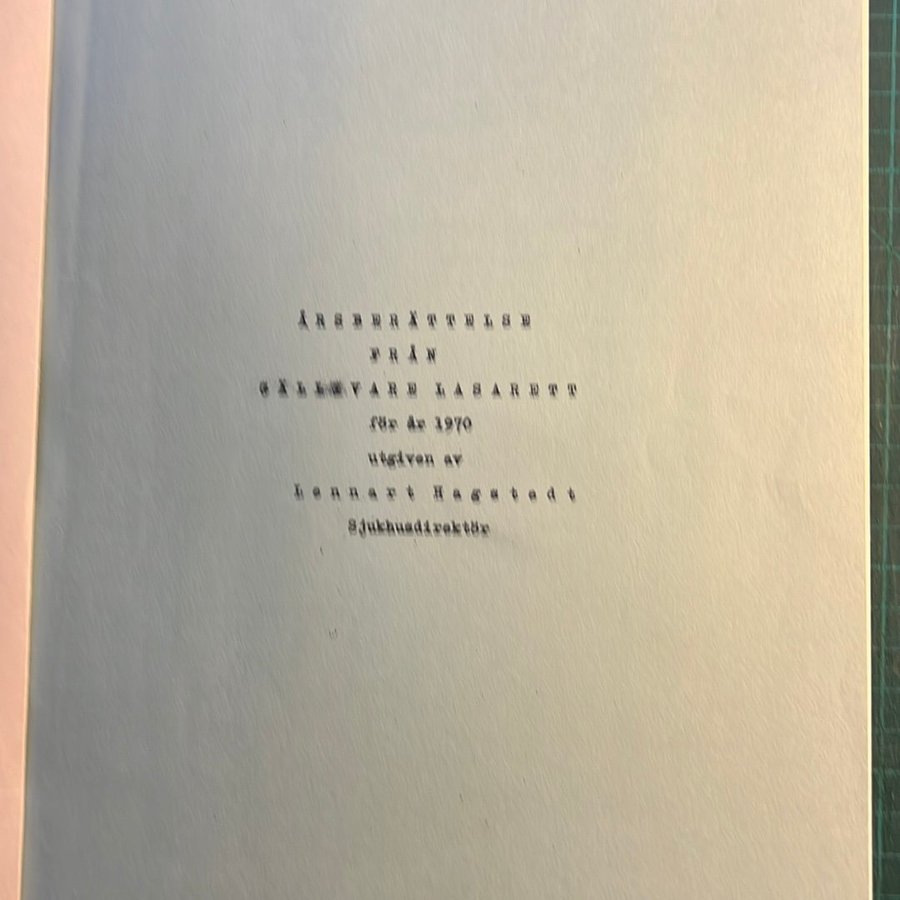 ÅRSBERÄTTELSE
FRÅN
GÄLLIVARE LASARETT
för år 1970
utgiven av
Lennart Hagstedt
Sjukhusdirektör